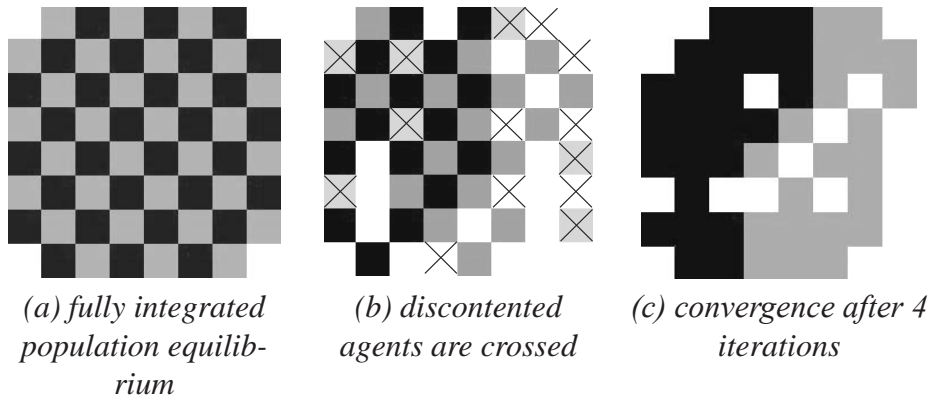 (a) fully integrated
population equilib-
rium
(b) discontented
agents are crossed
(c) convergence after 4
iterations